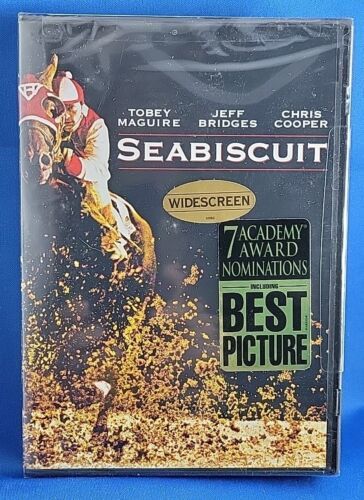 TOBEY MAGUIRE
JEFF BRIDGES
CHRIS COOPER
SEABISCUIT
WIDESCREEN
7 ACADEMY
AWARD
NOMINATIONS
INCLUDING
BEST
PICTURE